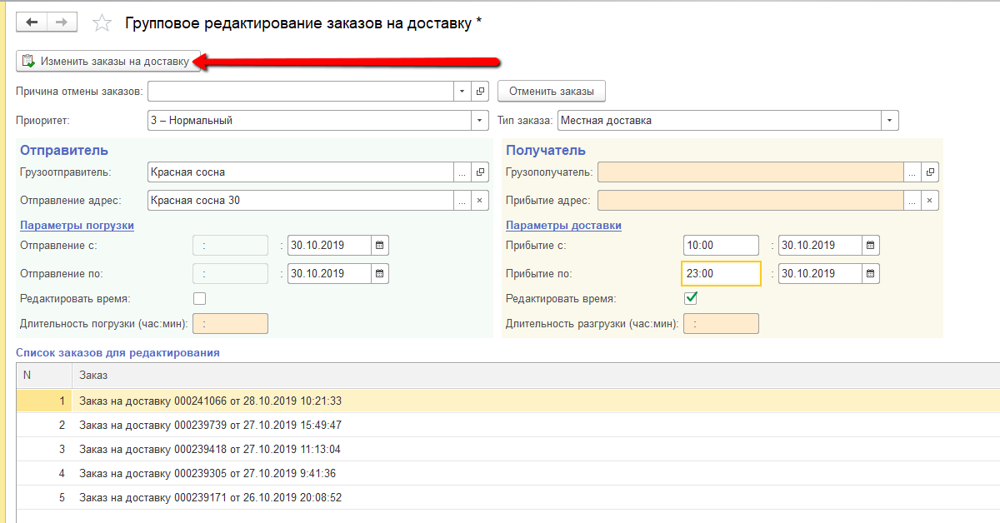 Групповое редактирование заказов на доставку *
Изменить заказы на доставку
Причина отмены заказов: Отменить заказы
Приоритет: 3 – Нормальный Тип заказа: Местная доставка
Отправитель Получатель
Грузоотправитель: Красная сосна ... Грузополучатель: ...
Отправление адрес: Красная сосна 30 ... × Прибытие адрес: ... ×
Параметры погрузки Параметры доставки
Отправление с: : : 30.10.2019 Прибытие с: 10:00 : 30.10.2019
Отправление по: : : 30.10.2019 Прибытие по: 23:00 : 30.10.2019
Редактировать время: Редактировать время:
Длительность погрузки (час:мин): : Длительность разгрузки (час:мин): :
Список заказов для редактирования
N Заказ
1 Заказ на доставку 000241066 от 28.10.2019 10:21:33
2 Заказ на доставку 000239739 от 27.10.2019 15:49:47
3 Заказ на доставку 000239418 от 27.10.2019 11:13:04
4 Заказ на доставку 000239305 от 27.10.2019 9:41:36
5 Заказ на доставку 000239171 от 26.10.2019 20:08:52